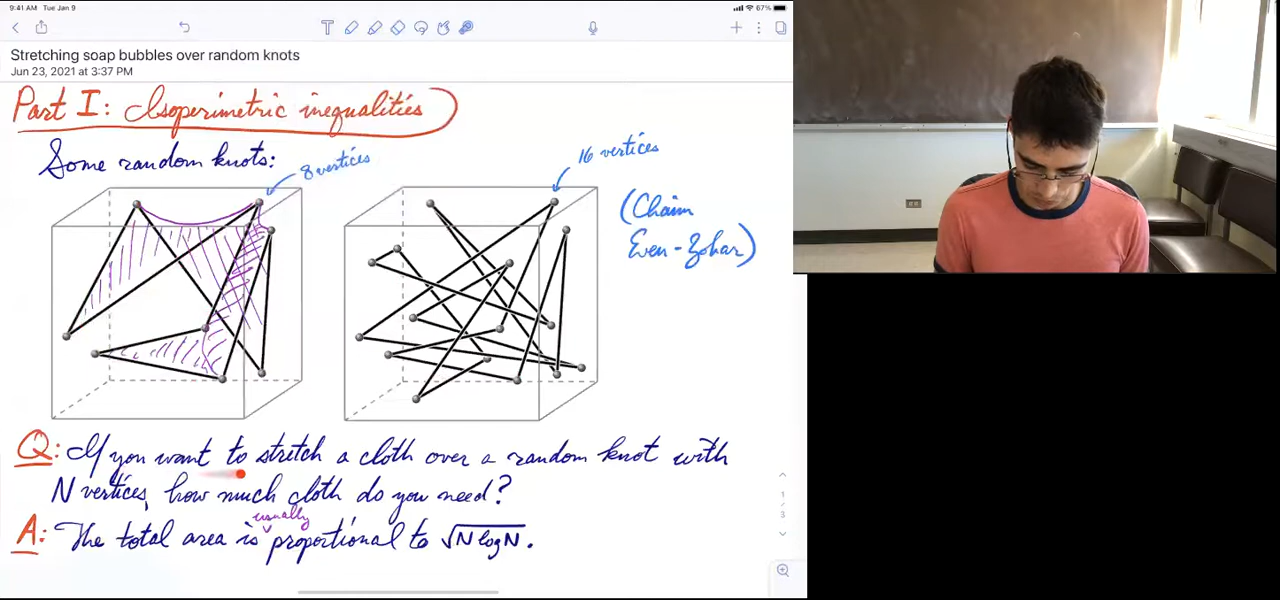 9:41 AM Tue Jan 9
67%
Stretching soap bubbles over random knots
Jun 23, 2021 at 3:37 PM
Part I: Isoperimetric inequalities
Some random knots:
8 vertices
16 vertices
(Chaim
Even-Zohar)
Q: If you want to stretch a cloth over a random knot with
N vertices, how much cloth do you need?
usually
A: The total area is proportional to √N log N.
1
/
3